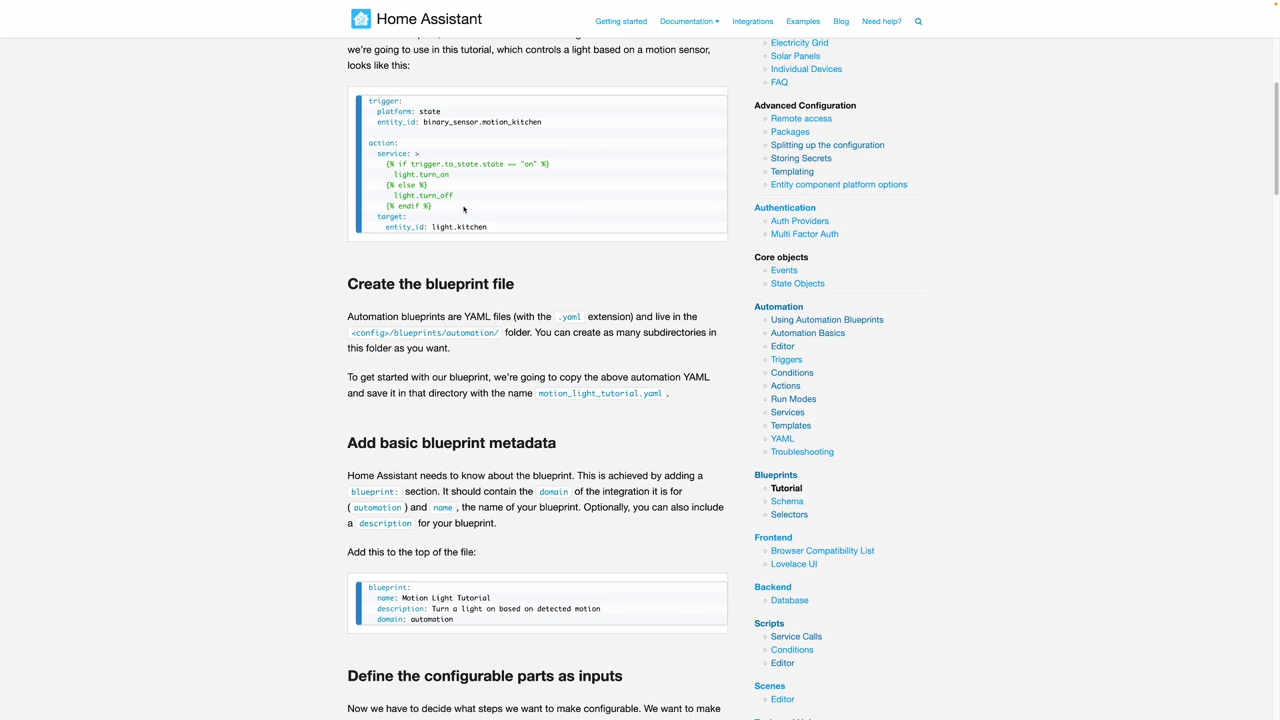 Home Assistant
Getting started
Documentation
Integrations
Examples
Blog
Need help?
we're going to use in this tutorial, which controls a light based on a motion sensor,
looks like this:
trigger:
platform: state
entity_id: binary_sensor.motion_kitchen
action:
service: >
{% if trigger.to_state.state == "on" %}
light.turn_on
{% else %}
light.turn_off
{% endif %}
target:
entity_id: light.kitchen
Create the blueprint file
Automation blueprints are YAML files (with the .yaml extension) and live in the
<config>/blueprints/automation/ folder. You can create as many subdirectories in
this folder as you want.
To get started with our blueprint, we're going to copy the above automation YAML
and save it in that directory with the name motion_light_tutorial.yaml .
Add basic blueprint metadata
Home Assistant needs to know about the blueprint. This is achieved by adding a
blueprint: section. It should contain the domain of the integration it is for
( automation ) and name , the name of your blueprint. Optionally, you can also include
a description for your blueprint.
Add this to the top of the file:
blueprint:
name: Motion Light Tutorial
description: Turn a light on based on detected motion
domain: automation
Define the configurable parts as inputs
Now we have to decide what steps we want to make configurable. We want to make
Electricity Grid
Solar Panels
Individual Devices
FAQ
Advanced Configuration
Remote access
Packages
Splitting up the configuration
Storing Secrets
Templating
Entity component platform options
Authentication
Auth Providers
Multi Factor Auth
Core objects
Events
State Objects
Automation
Using Automation Blueprints
Automation Basics
Editor
Triggers
Conditions
Actions
Run Modes
Services
Templates
YAML
Troubleshooting
Blueprints
Tutorial
Schema
Selectors
Frontend
Browser Compatibility List
Lovelace UI
Backend
Database
Scripts
Service Calls
Conditions
Editor
Scenes
Editor